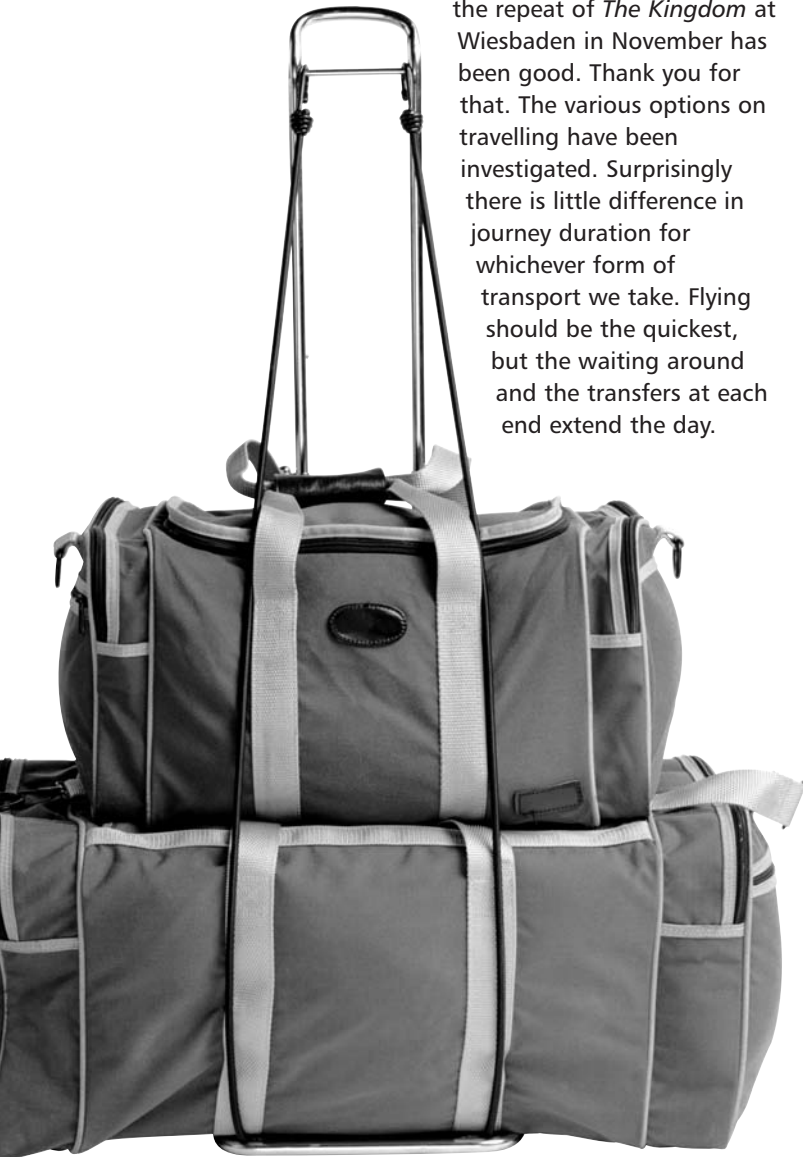 the repeat of The Kingdom at
Wiesbaden in November has
been good. Thank you for
that. The various options on
travelling have been
investigated. Surprisingly
there is little difference in
journey duration for
whichever form of
transport we take. Flying
should be the quickest,
but the waiting around
and the transfers at each
end extend the day.